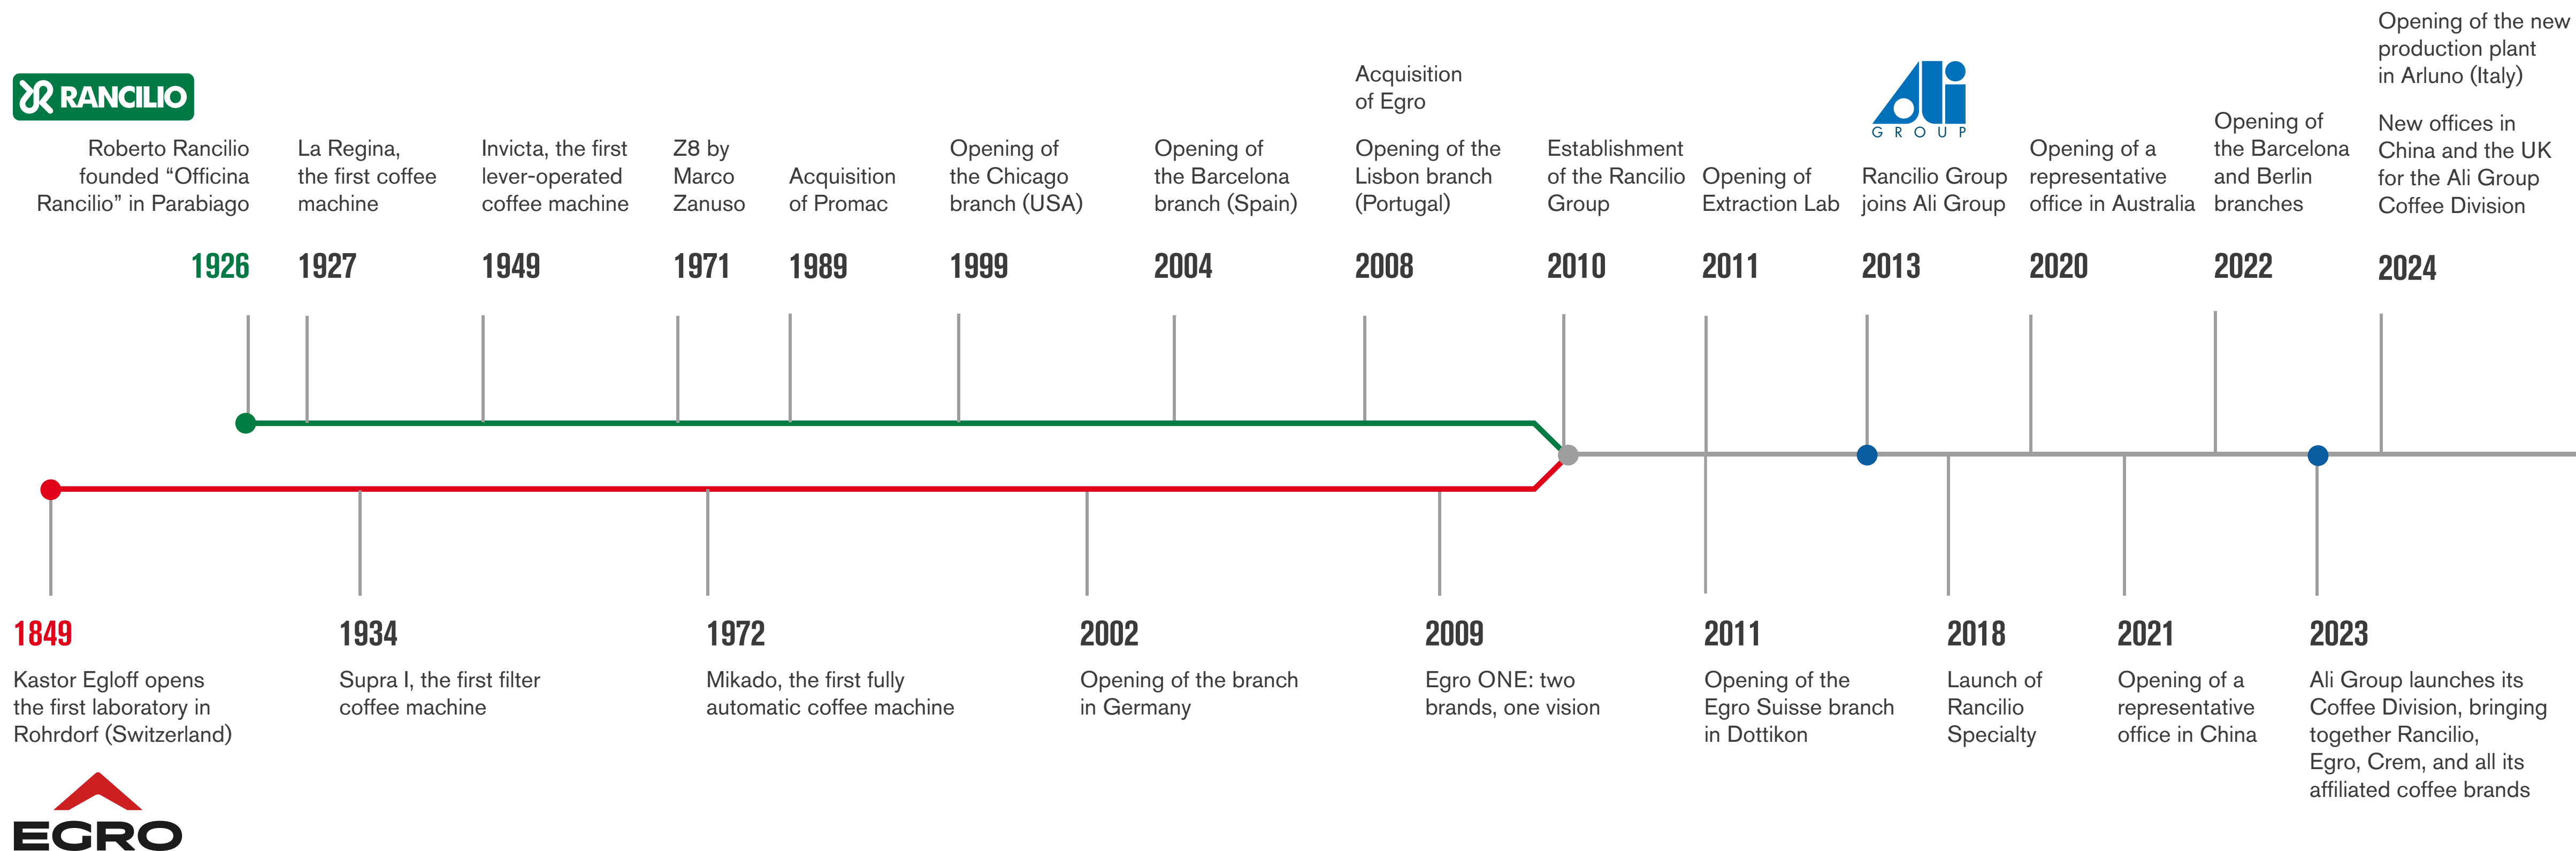 RANCILIO
Roberto Rancilio
founded “Officina
Rancilio” in Parabiago
1926
La Regina,
the first coffee
machine
1927
Invicta, the first
lever-operated
coffee machine
1949
Z8 by
Marco
Zanuso
1971
Acquisition
of Promac
1989
Opening of
the Chicago
branch (USA)
1999
Opening of
the Barcelona
branch (Spain)
2004
Acquisition
of Egro
Opening of the
Lisbon branch
(Portugal)
2008
Establishment
of the Rancilio
Group
2010
Opening of
Extraction Lab
2011
Ali
GROUP
Rancilio Group
joins Ali Group
2013
Opening of a
representative
office in Australia
2020
Opening of
the Barcelona
and Berlin
branches
2022
Opening of the new
production plant
in Arluno (Italy)
New offices in
China and the UK
for the Ali Group
Coffee Division
2024
1849
Kastor Egloff opens
the first laboratory in
Rohrdorf (Switzerland)
EGRO
1934
Supra I, the first filter
coffee machine
1972
Mikado, the first fully
automatic coffee machine
2002
Opening of the branch
in Germany
2009
Egro ONE: two
brands, one vision
2011
Opening of the
Egro Suisse branch
in Dottikon
2018
Launch of
Rancilio
Specialty
2021
Opening of a
representative
office in China
2023
Ali Group launches its
Coffee Division, bringing
together Rancilio,
Egro, Crem, and all its
affiliated coffee brands